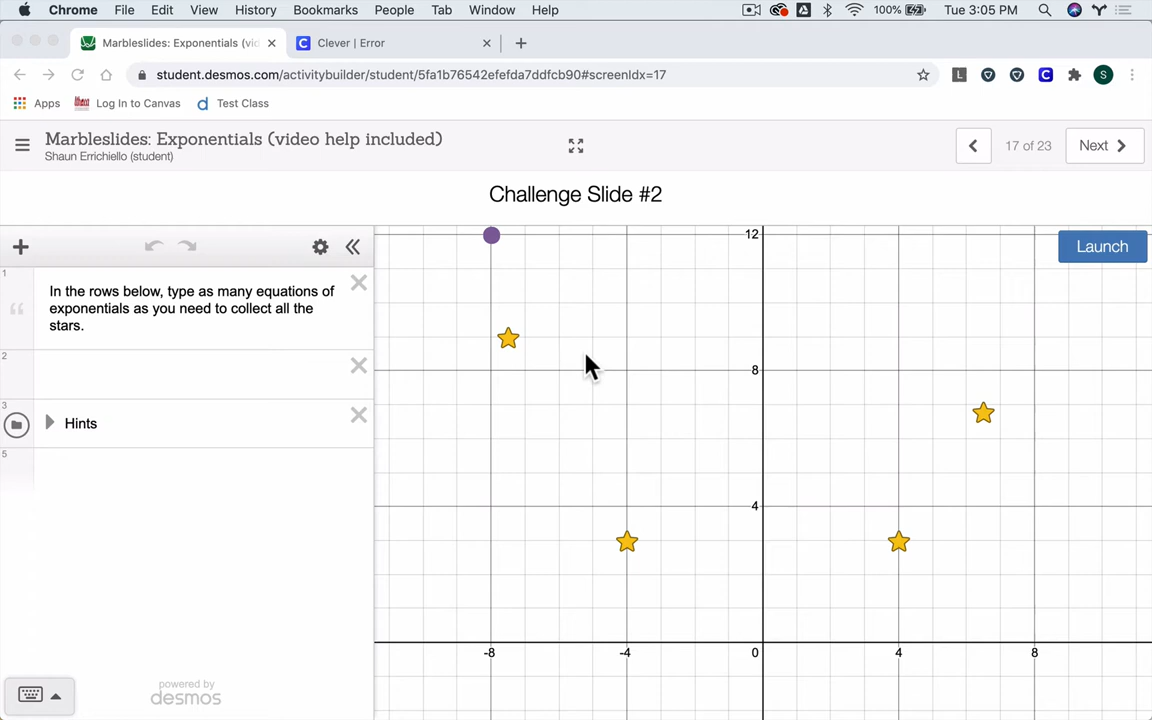 Chrome File Edit View History Bookmarks People Tab Window Help 100% Tue 3:05 PM
Marbleslides: Exponentials (vi Clever | Error
student.desmos.com/activitybuilder/student/5fa1b76542efefda7ddfcb90#screenIdx=17 L C S
Apps Log In to Canvas d Test Class
Marbleslides: Exponentials (video help included)
Shaun Errichiello (student)
17 of 23 Next
Challenge Slide #2
Launch
1
In the rows below, type as many equations of
exponentials as you need to collect all the
stars.
2
3
Hints
5
12
8
4
-8 -4 0 4 8
powered by
desmos